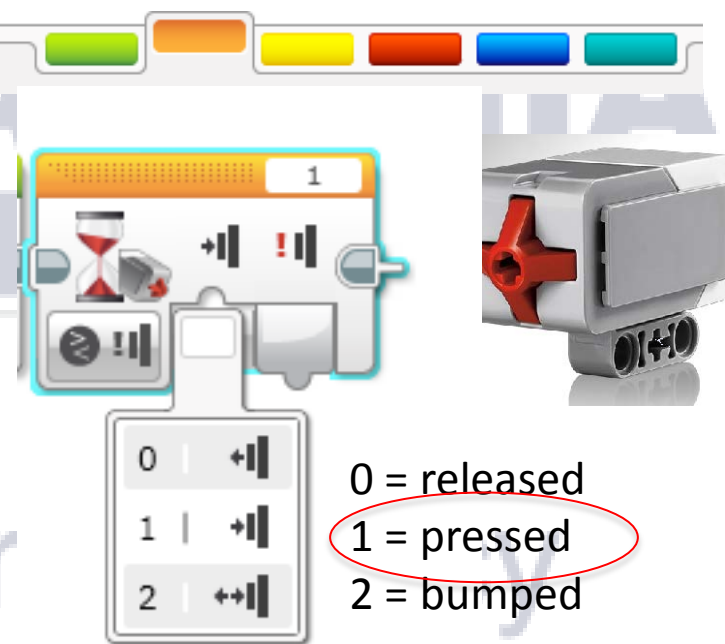 1
0
1
2
0 = released
1 = pressed
2 = bumped